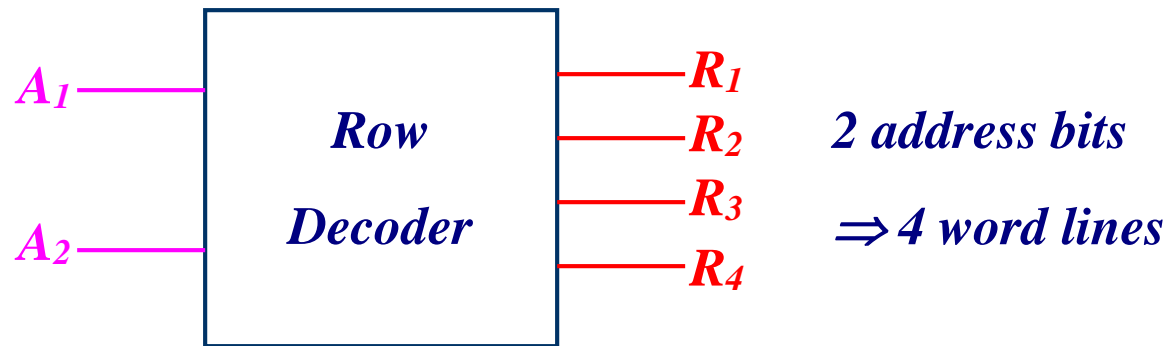 A1
A2
Row
Decoder
R1
R2
R3
R4
2 address bits
⇒ 4 word lines